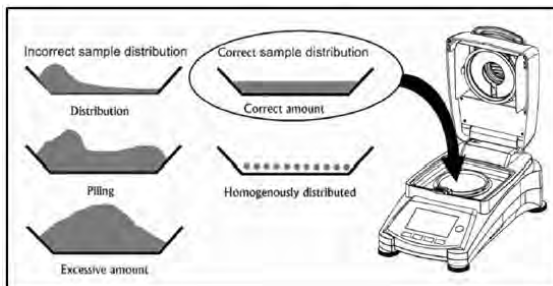 Incorrect sample distribution
Distribution
Piling
Excessive amount
Correct sample distribution
Correct amount
Homogenously distributed